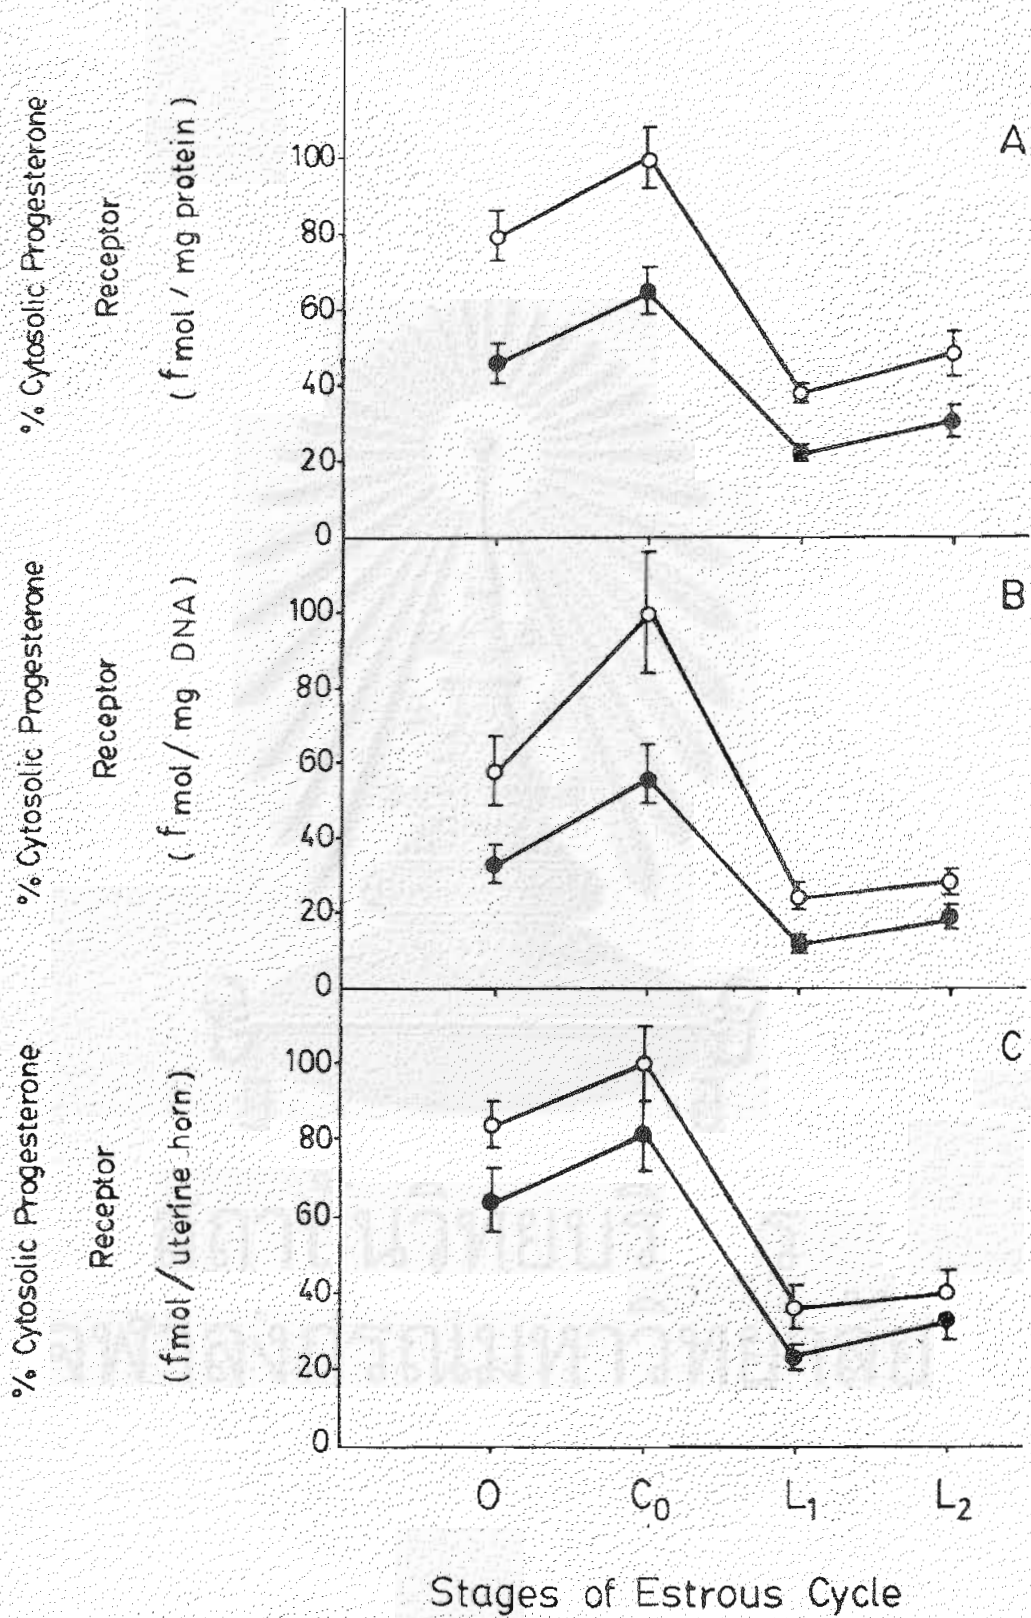 % Cytosolic Progesterone
Receptor
(fmol / mg protein)
100
80
60
40
20
0
A
% Cytosolic Progesterone
Receptor
(fmol / mg DNA)
100
80
60
40
20
0
B
% Cytosolic Progesterone
Receptor
(fmol / uterine horn)
100
80
60
40
20
0
C
O C₀ L₁ L₂
Stages of Estrous Cycle